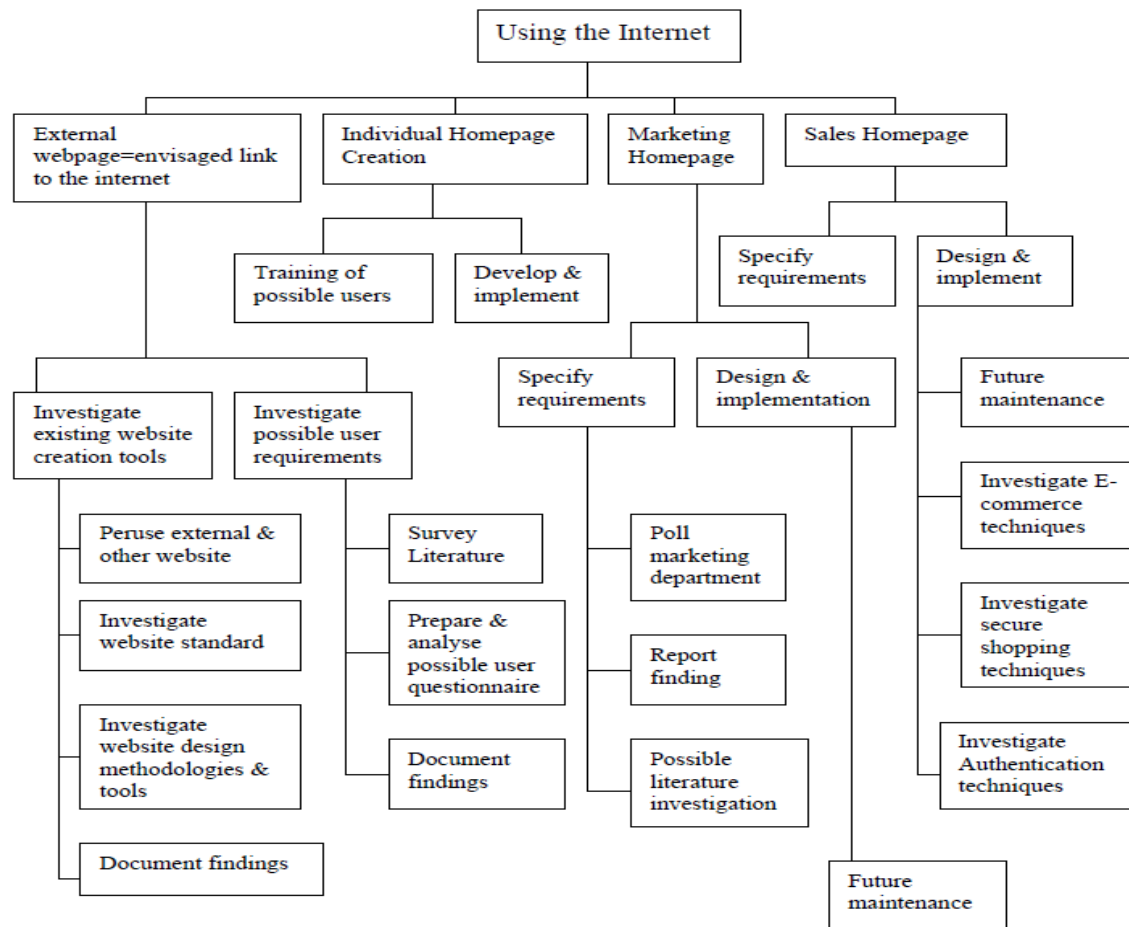 Using the Internet
External
webpage=envisaged link
to the internet
Individual Homepage
Creation
Marketing
Homepage
Sales Homepage
Training of
possible users
Develop &
implement
Specify
requirements
Design &
implement
Investigate
existing website
creation tools
Investigate
possible user
requirements
Specify
requirements
Design &
implementation
Future
maintenance
Peruse external &
other website
Survey
Literature
Poll
marketing
department
Investigate E-
commerce
techniques
Investigate
website standard
Prepare &
analyse
possible user
questionnaire
Report
finding
Investigate
secure
shopping
techniques
Investigate
website design
methodologies &
tools
Document
findings
Possible
literature
investigation
Investigate
Authentication
techniques
Document findings
Future
maintenance